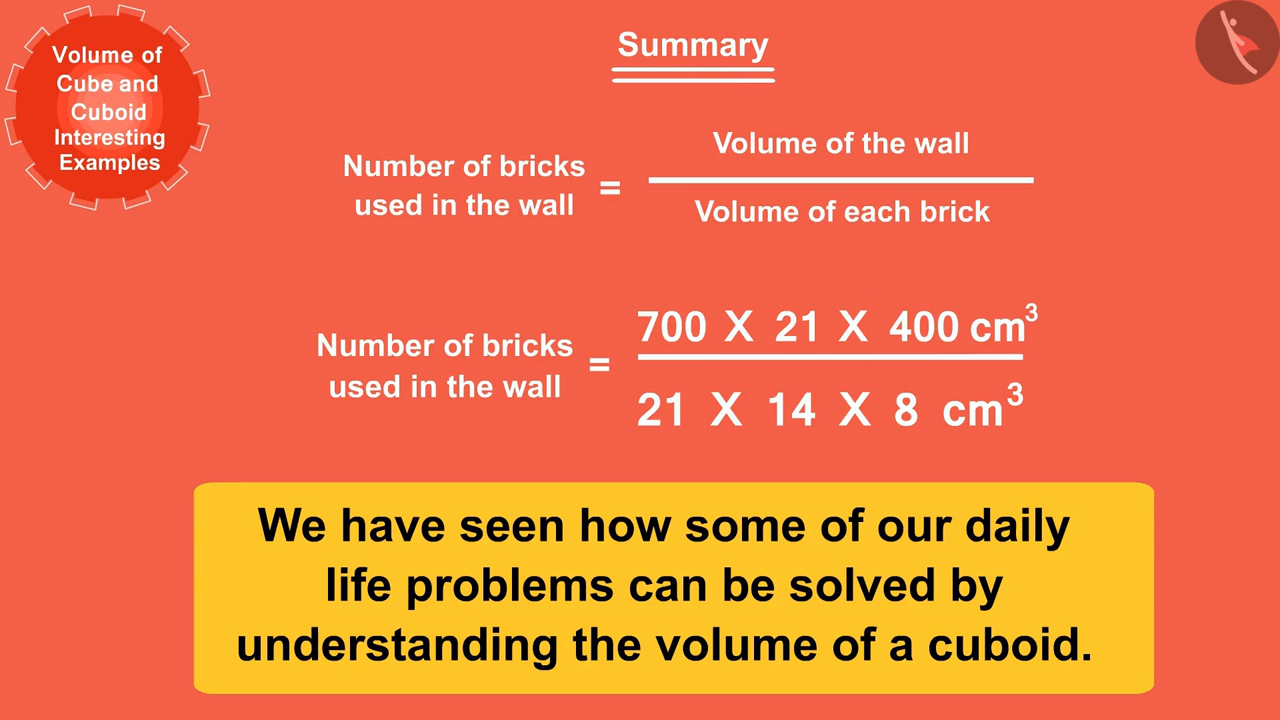 Volume of
Cube and
Cuboid
Interesting
Examples
Summary
Number of bricks
used in the wall
=
Volume of the wall
Volume of each brick
Number of bricks
used in the wall
=
700 X 21 X 400 cm³
21 X 14 X 8 cm³
We have seen how some of our daily
life problems can be solved by
understanding the volume of a cuboid.